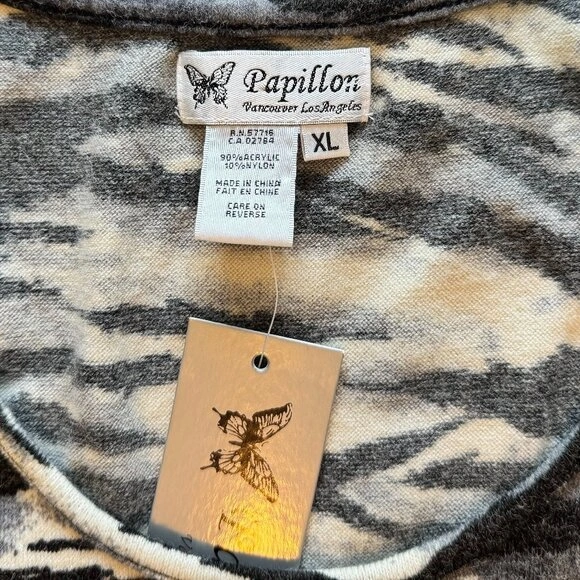 Papillon
Vancouver Los Angeles
XL
R.N.57716
C.A.02784
90%ACRYLIC
10%NYLON
MADE IN CHINA
FAIT EN CHINE
CARE ON
REVERSE